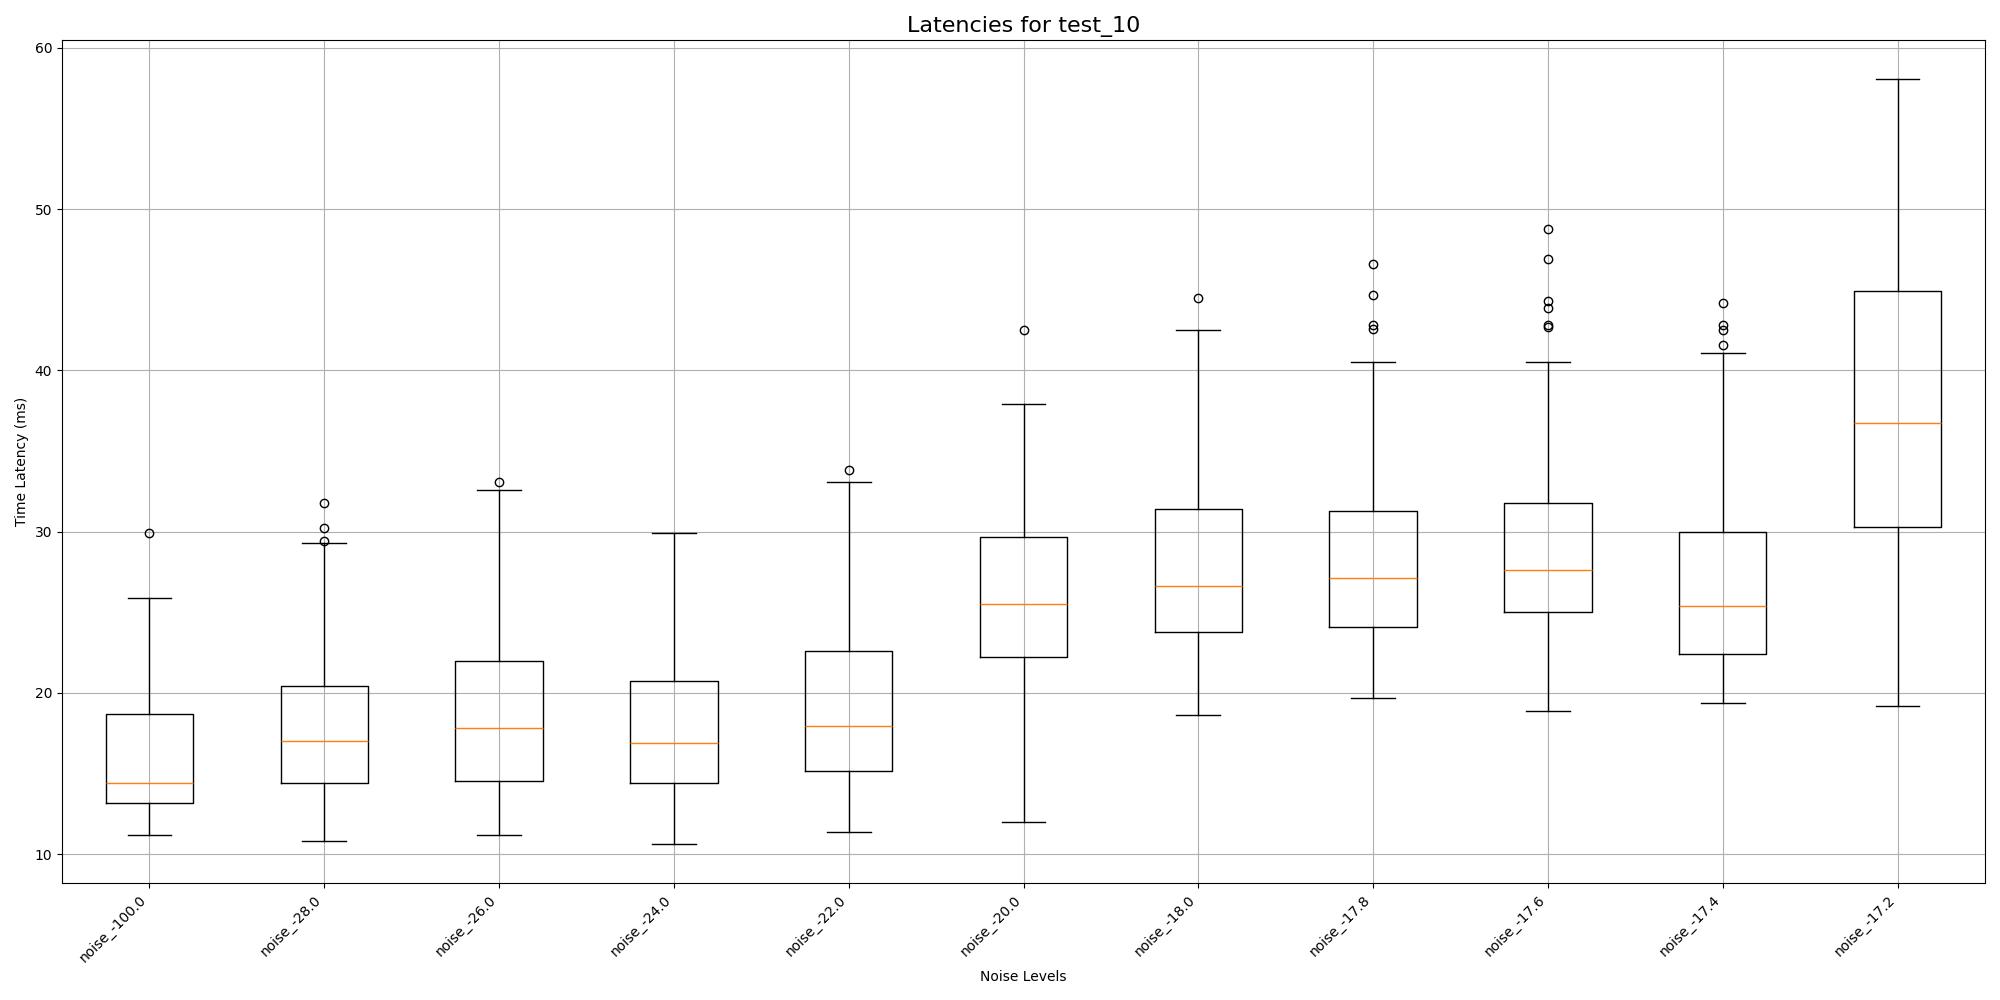 Latencies for test_10
60
50
40
30
20
10
Time Latency (ms)
noise_-100.0
noise_-28.0
noise_-26.0
noise_-24.0
noise_-22.0
noise_-20.0
noise_-18.0
noise_-17.8
noise_-17.6
noise_-17.4
noise_-17.2
Noise Levels